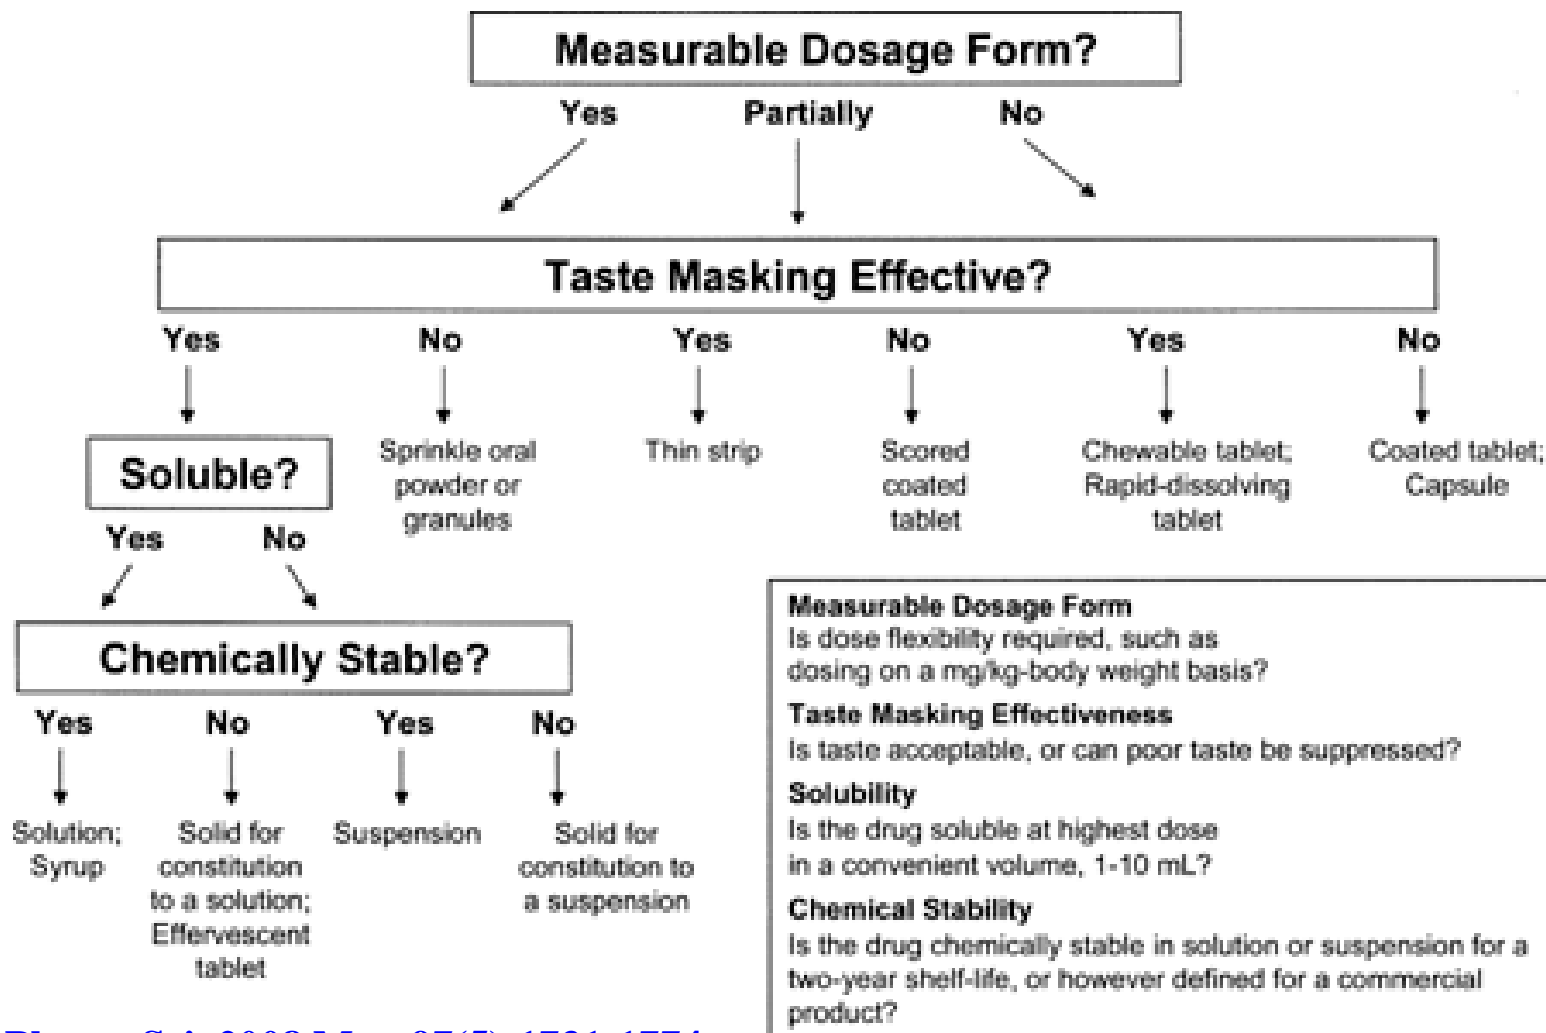 Measurable Dosage Form?
Yes Partially No
Taste Masking Effective?
Yes No Yes No Yes No
Soluble?
Sprinkle oral
powder or
granules
Thin strip
Scored
coated
tablet
Chewable tablet;
Rapid-dissolving
tablet
Coated tablet;
Capsule
Yes No
Chemically Stable?
Yes No Yes No
Solution;
Syrup
Solid for
constitution
to a solution;
Effervescent
tablet
Suspension
Solid for
constitution to
a suspension
Measurable Dosage Form
Is dose flexibility required, such as
dosing on a mg/kg-body weight basis?
Taste Masking Effectiveness
Is taste acceptable, or can poor taste be suppressed?
Solubility
Is the drug soluble at highest dose
in a convenient volume, 1-10 mL?
Chemical Stability
Is the drug chemically stable in solution or suspension for a
two-year shelf-life, or however defined for a commercial
product?